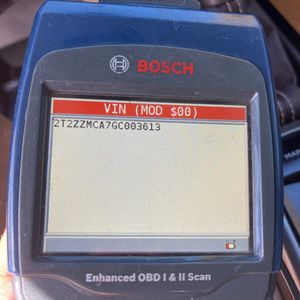 BOSCH
VIN (MOD $00)
2T2ZZMCA7GC003613
Enhanced OBD I & II Scan